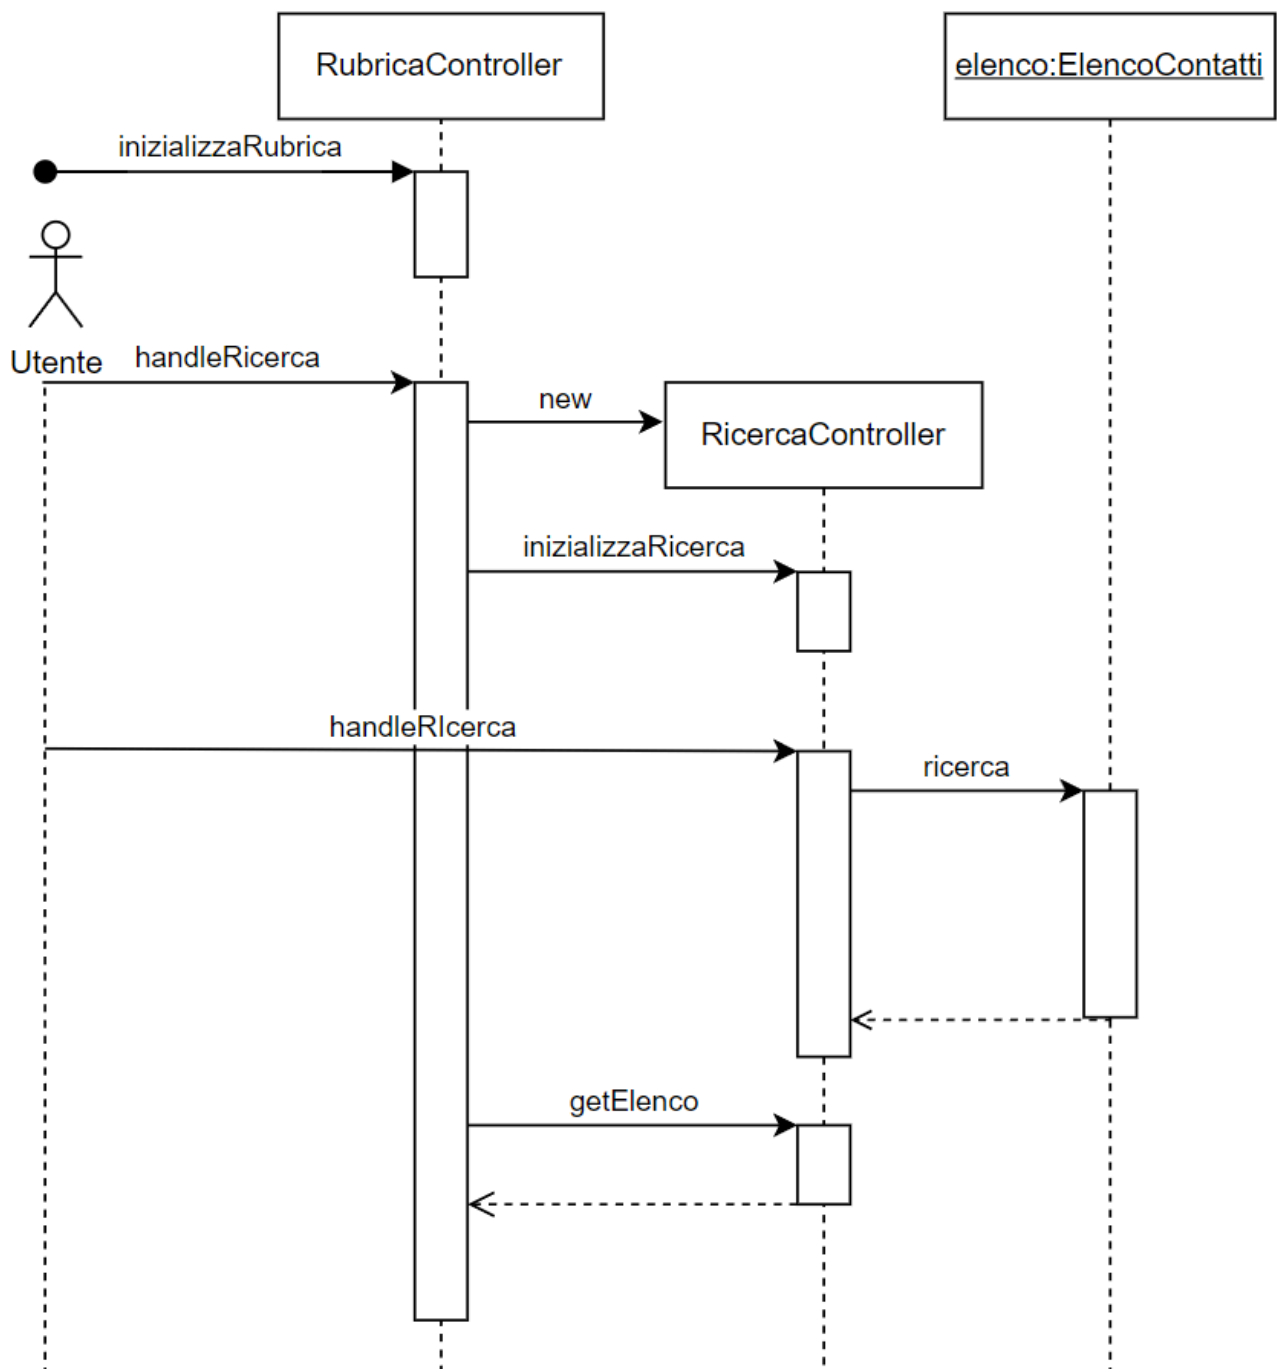 RubricaController
elenco:ElencoContatti
inizializzaRubrica
Utente
handleRicerca
new
RicercaController
inizializzaRicerca
handleRIcerca
ricerca
getElenco